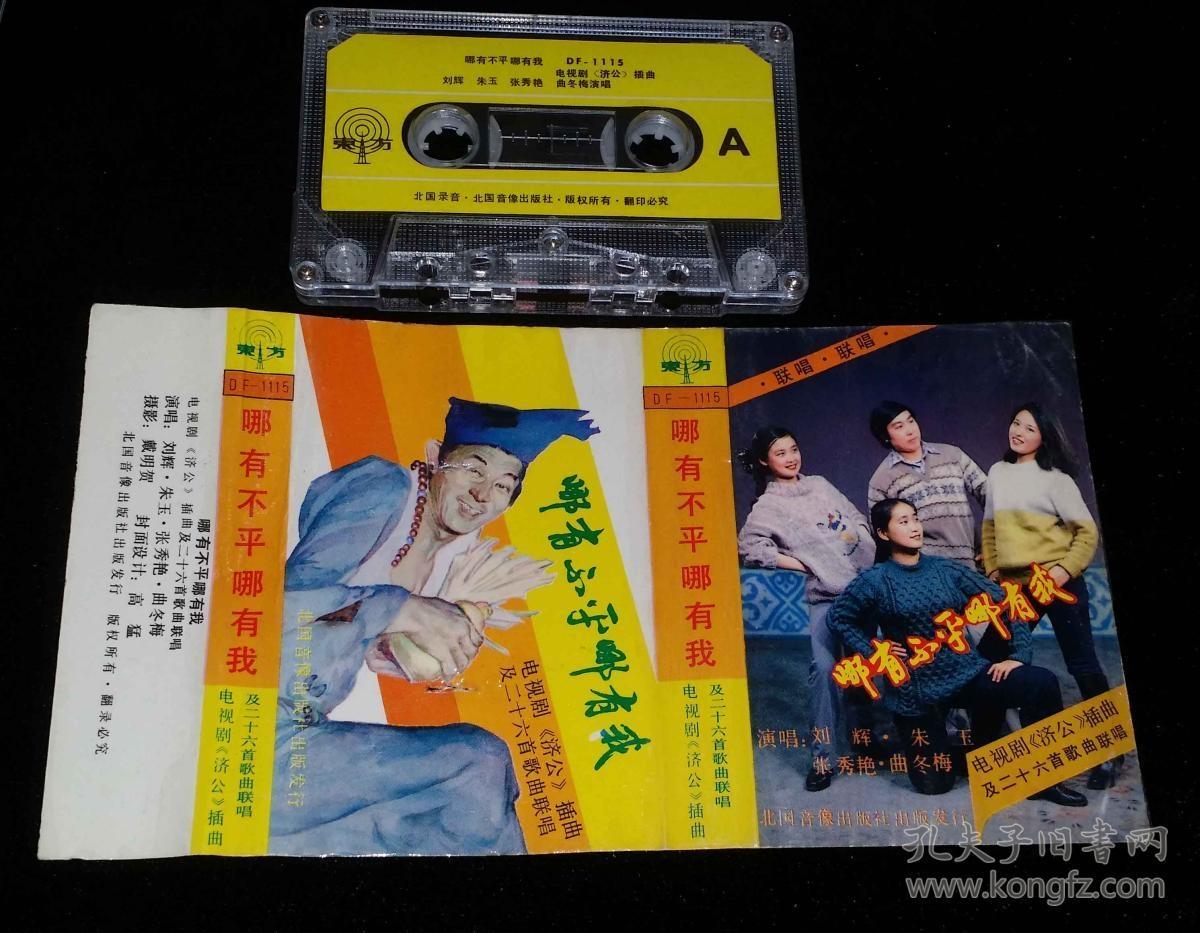 哪有不平哪有我 DF-1115
电视�〈济公〉插曲
刘辉 朱玉 张秀艳 曲冬梅演唱
东方
A
北国录音·北国音像出版社·版权所有·翻印必究
哪有不平哪有我
电视剧《济公》插曲及二十六首歌曲联唱
演唱：刘辉·朱玉·张秀艳·曲冬梅
摄影：戴明贺 封面设计：高猛
北国音像出版社出版发行 版权所有·翻录必究
东方
DF-1115
哪有不平哪有我
电视剧《济公》插曲
及二十六首歌曲联唱
哪有不平哪有我
电视剧《济公》插曲
及二十六首歌曲联唱
北国音像出版社出版发行
东方
DF-1115
哪有不平哪有我
电视剧《济公》插曲
及二十六首歌曲联唱
·联唱·联唱·
哪有不平哪有我
演唱：刘辉·朱玉
张秀艳·曲冬梅
电视剧《济公》插曲
及二十六首歌曲联唱
北国音像出版社出版发行
孔夫子旧书网
www.kongfz.com